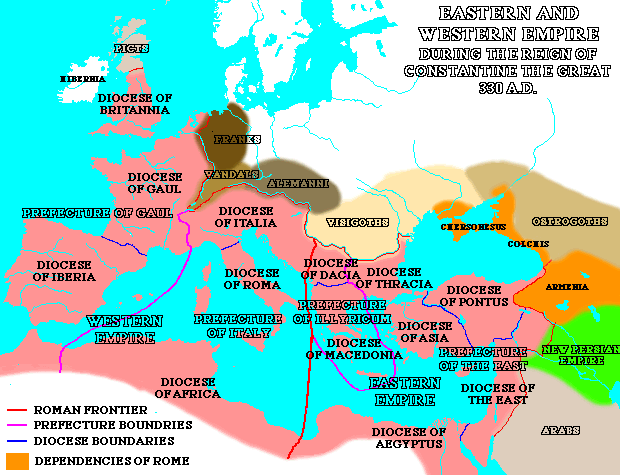 EASTERN AND
WESTERN EMPIRE
DURING THE REIGN OF
CONSTANTINE THE GREAT
330 A.D.
PICTS
HIBERNIA
DIOCESE OF
BRITANNIA
FRANKS
VANDALS
ALEMANNI
DIOCESE
OF GAUL
PREFECTURE OF GAUL
DIOCESE
OF ITALIA
VISIGOTHS
CHERSONESUS
OSTROGOTHS
COLCHIS
DIOCESE
OF IBERIA
DIOCESE
OF ROMA
DIOCESE
OF DACIA
DIOCESE
OF THRACIA
DIOCESE
OF PONTUS
ARMENIA
WESTERN
EMPIRE
PREFECTURE
OF ITALY
PREFECTURE
OF ILLYRICUM
DIOCESE
OF ASIA
DIOCESE
OF MACEDONIA
PREFECTURE
OF THE EAST
NEW PERSIAN
EMPIRE
DIOCESE
OF AFRICA
EASTERN
EMPIRE
DIOCESE OF
THE EAST
DIOCESE OF
AEGYPTUS
ARABS
ROMAN FRONTIER
PREFECTURE BOUNDRIES
DIOCESE BOUNDARIES
DEPENDENCIES OF ROME